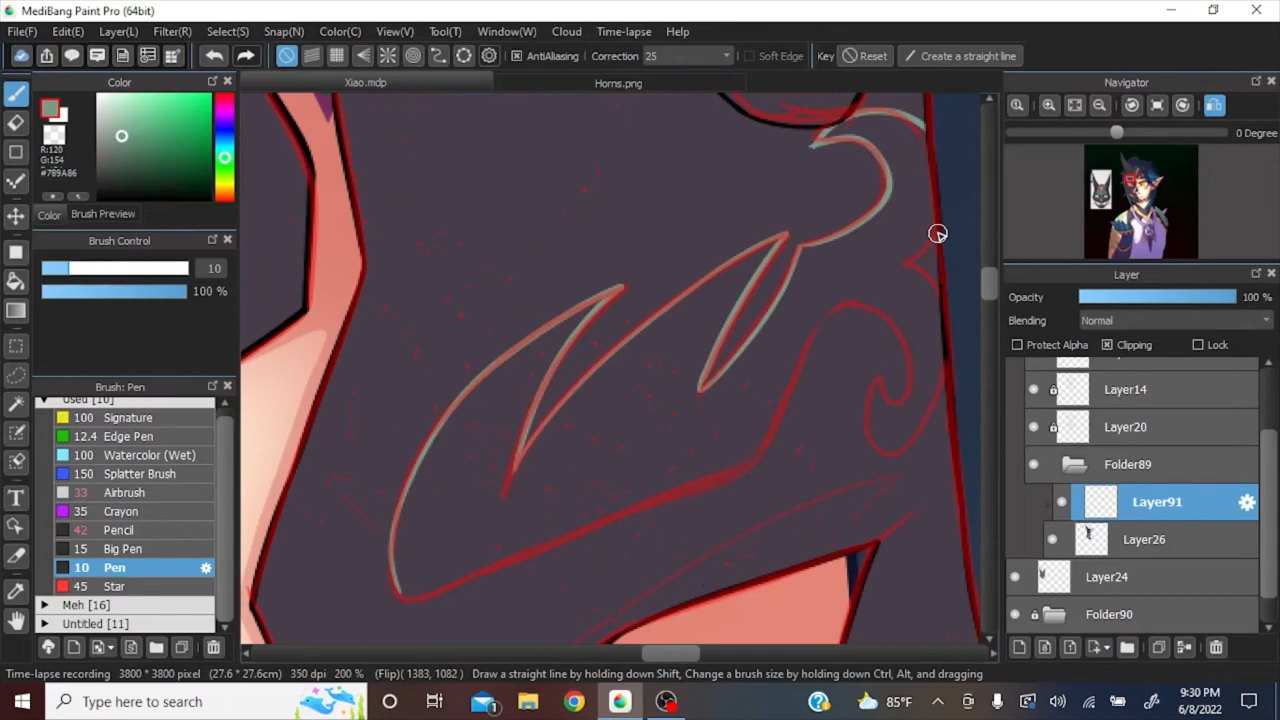 MediBang Paint Pro (64bit)
File(F) Edit(E) Layer(L) Filter(R) Select(S) Snap(N) Color(C) View(V) Tool(T) Window(W) Cloud Time-lapse Help
AntiAliasing Correction 25 Soft Edge Key Reset Create a straight line
Color
Xiao.mdp Horns.png
Navigator
R:120
G:154
B:134
#789A86
0 Degree
Color Brush Preview
Brush Control
10
100 %
Layer
Opacity 100 %
Blending Normal
Protect Alpha Clipping Lock
Brush: Pen
Used [10]
100 Signature
12.4 Edge Pen
100 Watercolor (Wet)
150 Splatter Brush
33 Airbrush
35 Crayon
42 Pencil
15 Big Pen
10 Pen
45 Star
Meh [16]
Untitled [11]
Layer14
Layer20
Folder89
Layer91
Layer26
Layer24
Folder90
Time-lapse recording 3800 * 3800 pixel (27.6 * 27.6cm) 350 dpi 200 % (Flip)( 1383, 1082 ) Draw a straight line by holding down Shift, Change a brush size by holding down Ctrl, Alt, and dragging
Type here to search
1
85°F
9:30 PM
6/8/2022